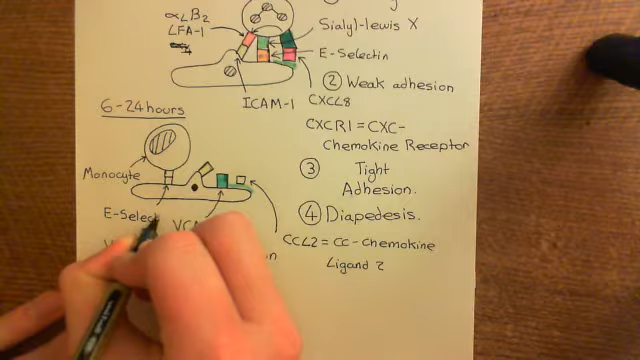 αLβ2
LFA-1
Sialyl-lewis X
E-Selectin
② Weak adhesion
ICAM-1
CXCL8
6-24 hours
CXCR1 = CXC-
Chemokine Receptor
Monocyte
③ Tight
Adhesion.
④ Diapedesis.
CCL2 = CC-Chemokine
Ligand 2